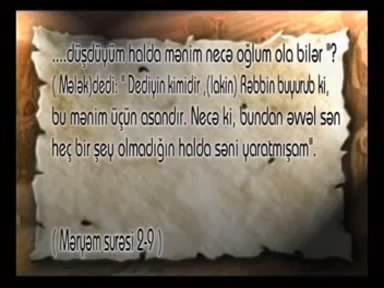 ....düşdüyüm halda mənim necə oğlum ola bilər "?
( Mələk)dedi: " Dediyin kimidir ,(lakin) Rəbbin buyurub ki,
bu mənim üçün asandır. Necə ki, bundan əvvəl sən
heç bir şey olmadığın halda səni yaratmışam".
( Məryəm surəsi 2-9 )